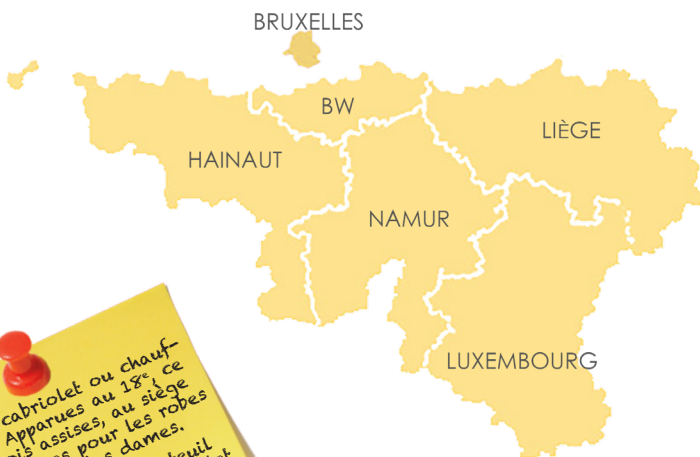 BRUXELLES
BW
LIÈGE
HAINAUT
NAMUR
LUXEMBOURG
cabriolet ou chauf-
Apparues au 18e, ce
assises, au siège
pour les robes
dames.